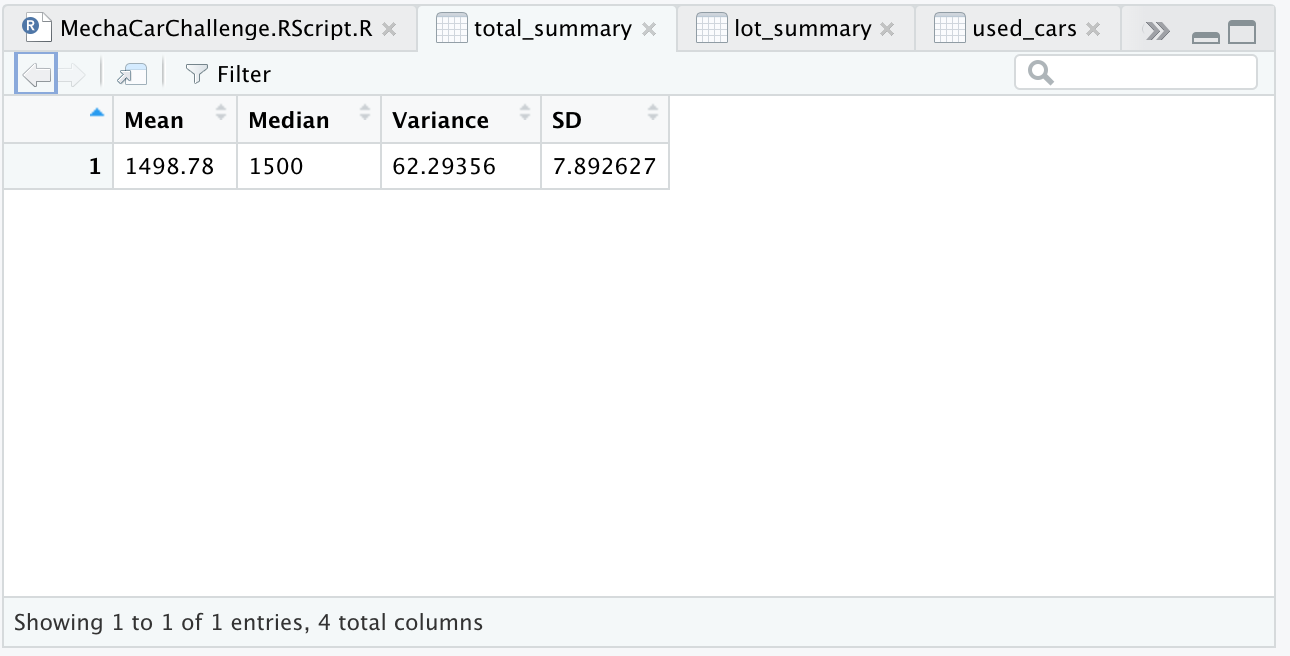 MechaCarChallenge.RScript.R total_summary lot_summary used_cars
Filter
Mean Median Variance SD
1 1498.78 1500 62.29356 7.892627
Showing 1 to 1 of 1 entries, 4 total columns